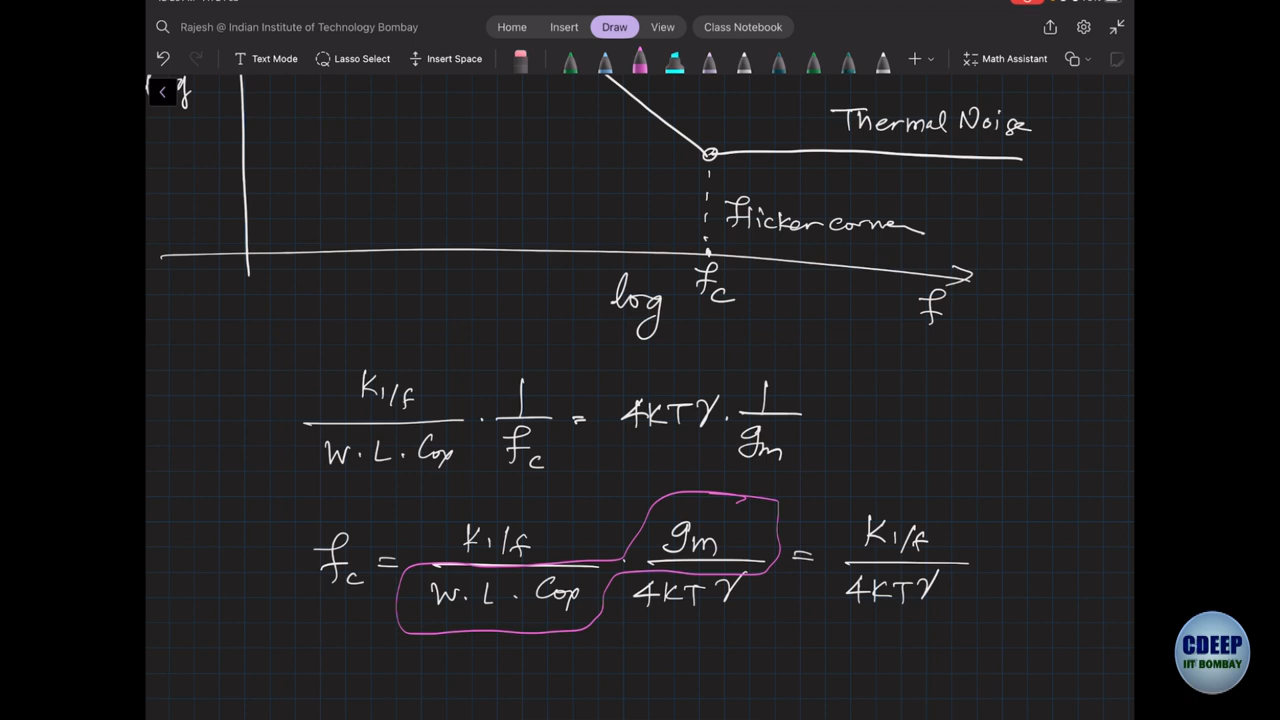 Rajesh @ Indian Institute of Technology Bombay Home Insert Draw View Class Notebook
T Text Mode Lasso Select Insert Space Math Assistant
Thermal Noise
flicker corner
log fc f
K1/f / W.L.Cox · 1/fc = 4KTγ · 1/gm
fc = K1/f / W.L.Cox · gm / 4KTγ = K1/f / 4KTγ
CDEEP
IIT BOMBAY